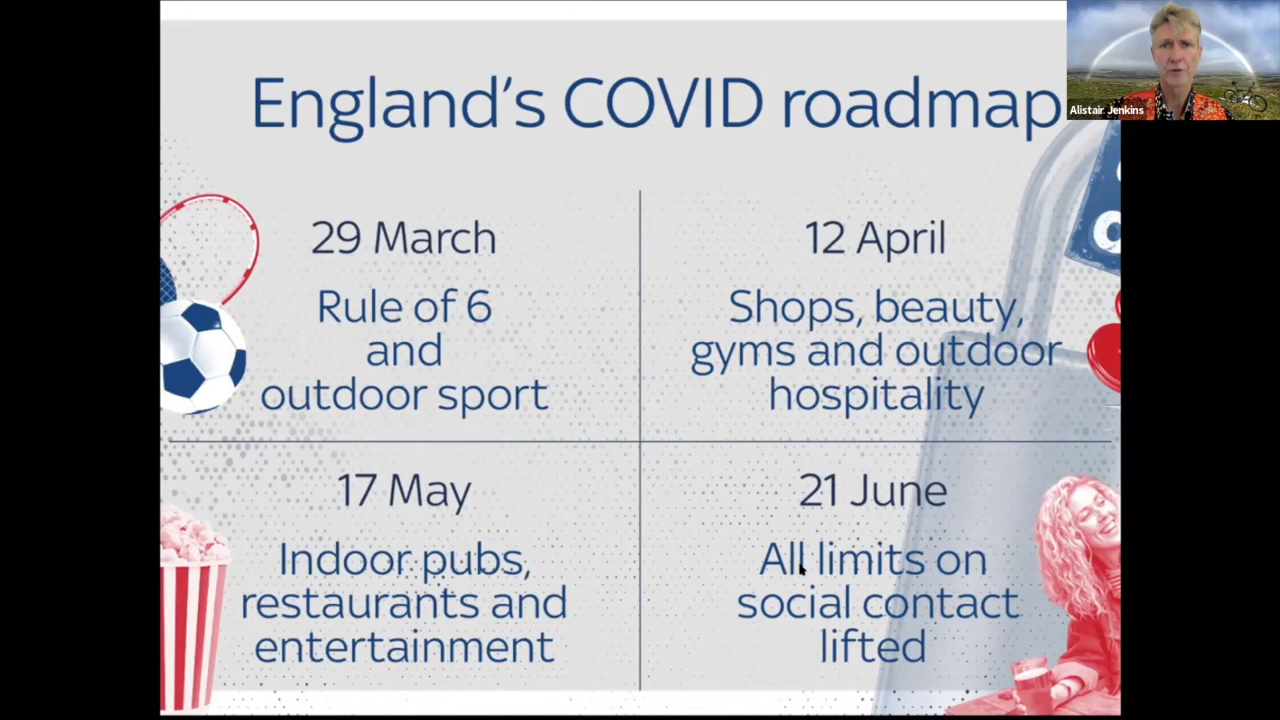 England's COVID roadmap
Alistair Jenkins
29 March
Rule of 6
and
outdoor sport
12 April
Shops, beauty,
gyms and outdoor
hospitality
17 May
Indoor pubs,
restaurants and
entertainment
21 June
All limits on
social contact
lifted